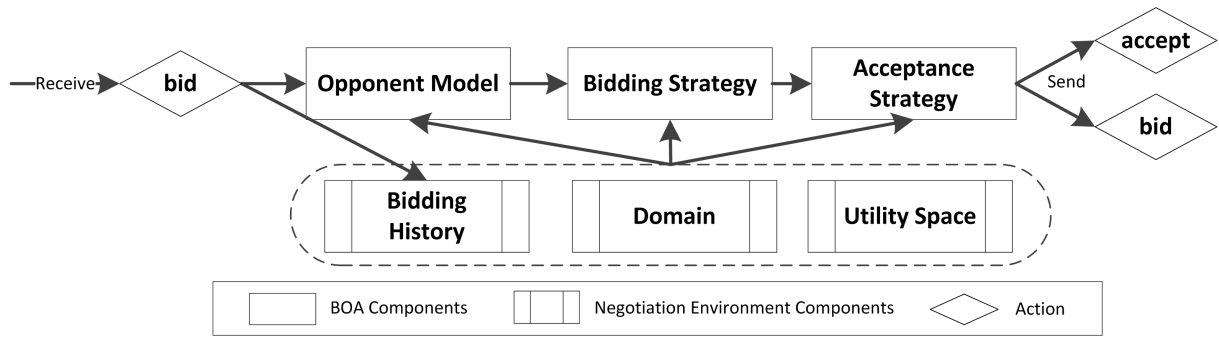 accept
Receive
bid
Opponent Model
Bidding Strategy
Acceptance
Strategy
Send
bid
Bidding
History
Domain
Utility Space
BOA Components
Negotiation Environment Components
Action